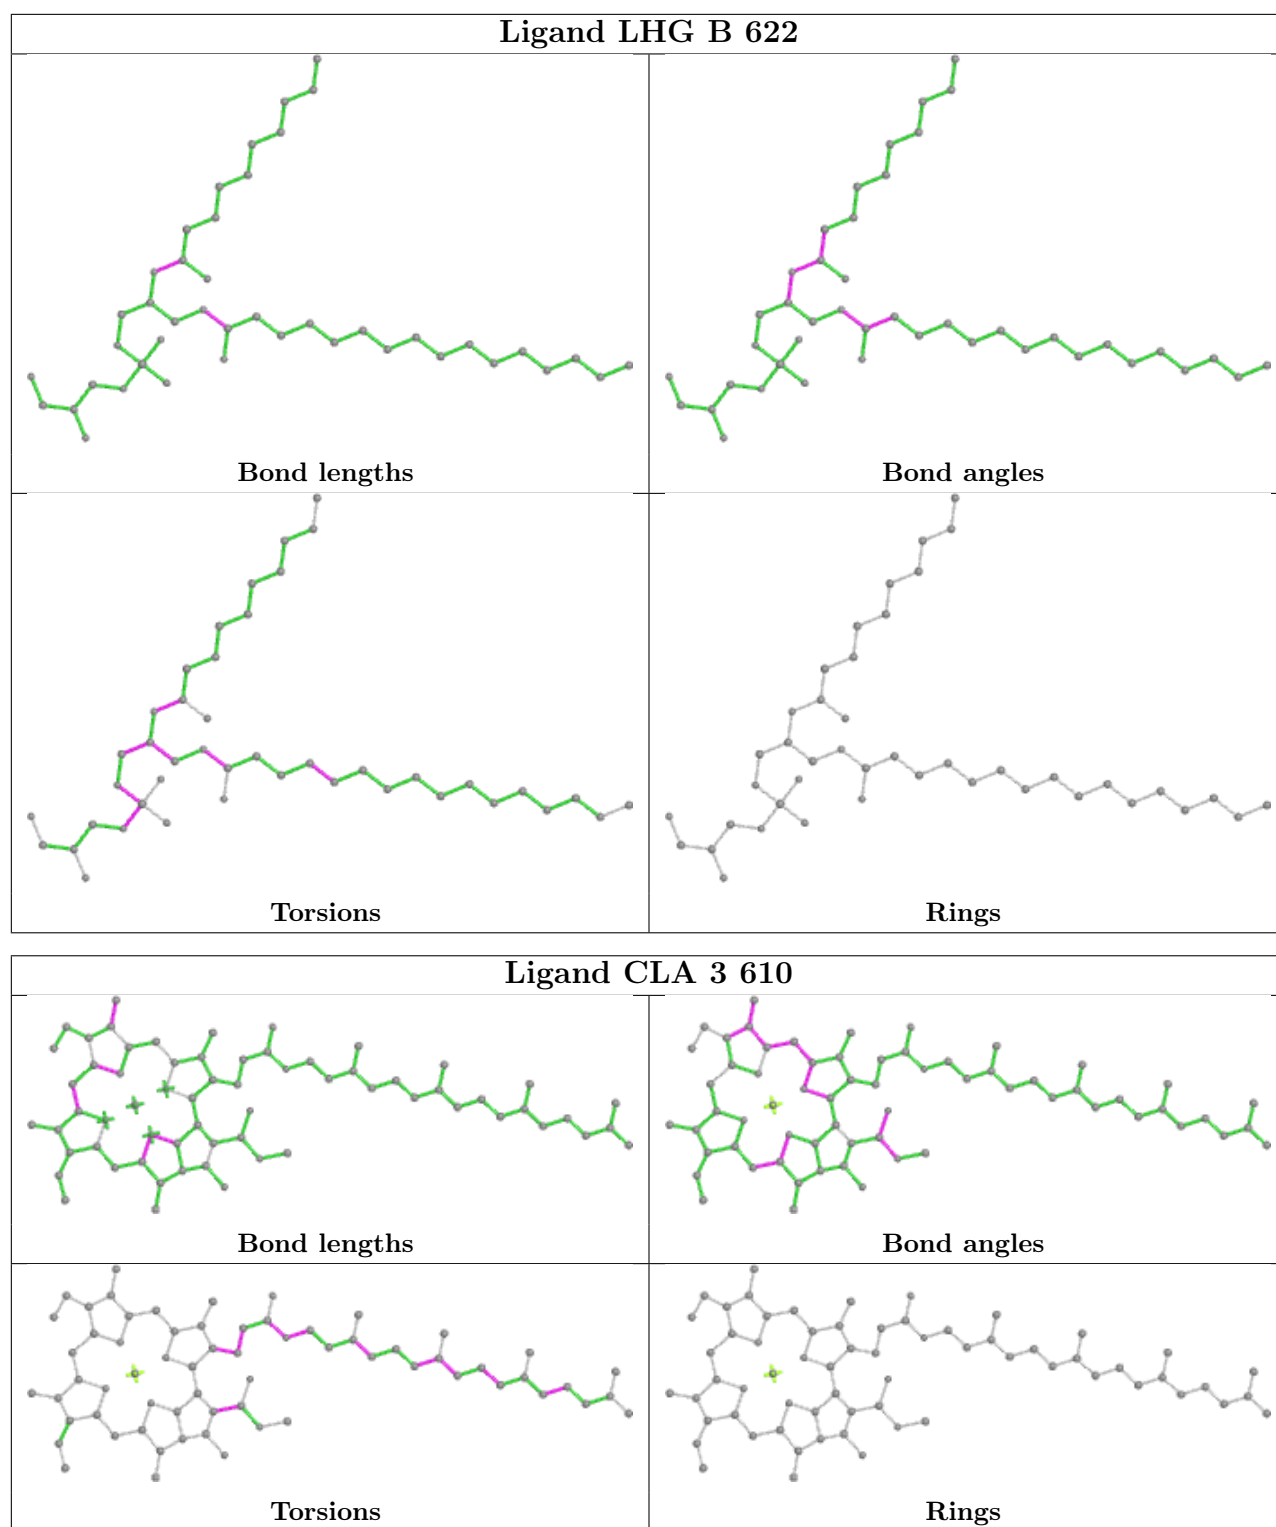 Ligand LHG B 622
Bond lengths
Bond angles
Torsions
Rings
Ligand CLA 3 610
Bond lengths
Bond angles
Torsions
Rings